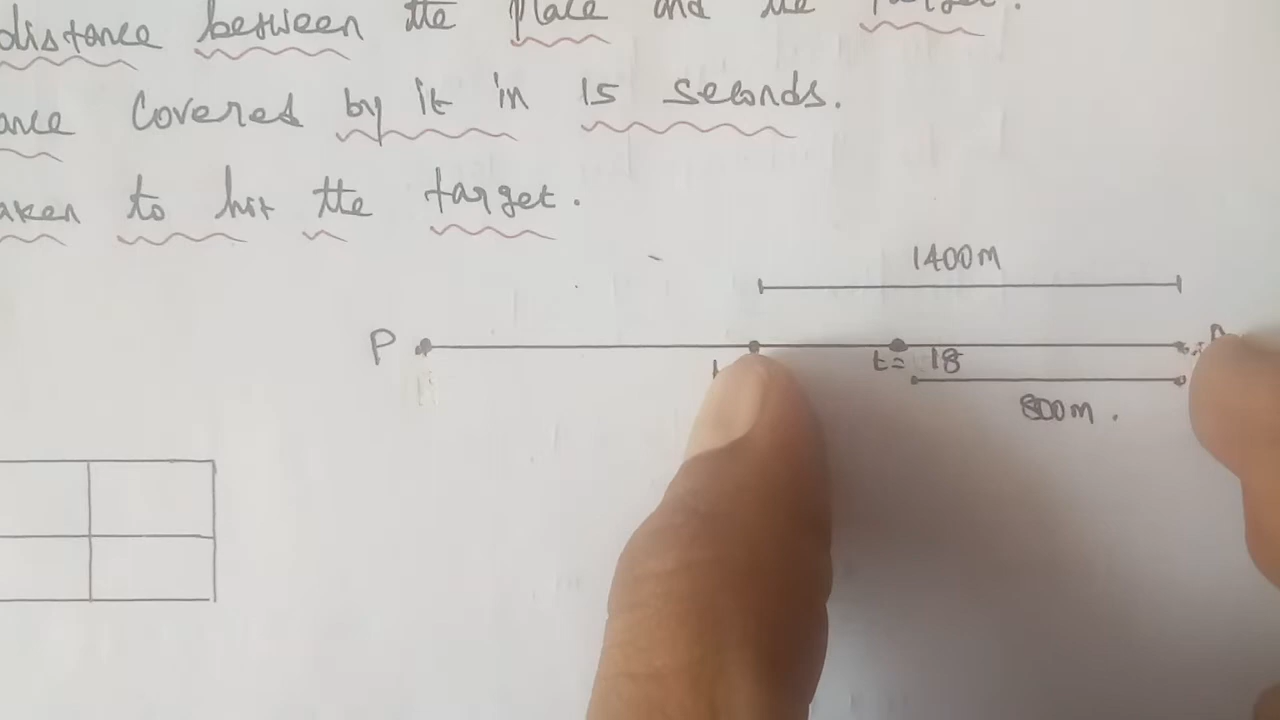 distance between the place and the target.
covered by it in 15 seconds.
to hit the target.
1400m
P
t = 18
800m.